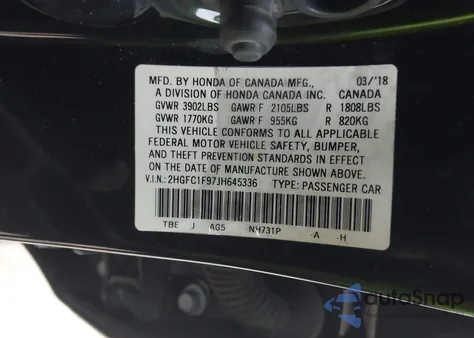 MFD. BY HONDA OF CANADA MFG., 03/'18
A DIVISION OF HONDA CANADA INC. CANADA
GVWR 3902LBS GAWR F 2105LBS R 1808LBS
GVWR 1770KG GAWR F 955KG R 820KG
THIS VEHICLE CONFORMS TO ALL APPLICABLE
FEDERAL MOTOR VEHICLE SAFETY, BUMPER,
AND THEFT PREVENTION STANDARDS IN EFFECT
ON THE DATE OF MANUFACTURE SHOWN ABOVE.
V.I.N.: 2HGFC1F97JH645336 TYPE: PASSENGER CAR
TBE J AG5 NH731P -A -H
autoSnap